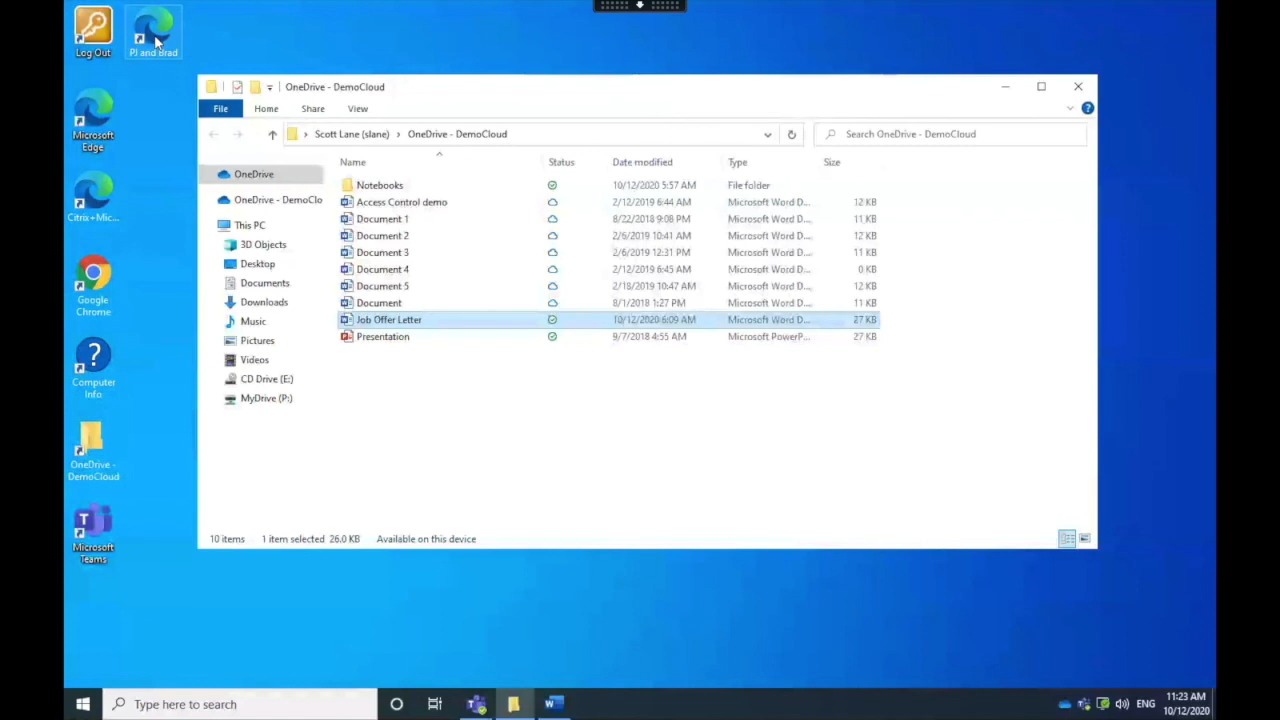 Log Out
PJ and Brad
Microsoft
Edge
Citrix+Mic...
Google
Chrome
Computer
Info
OneDrive -
DemoCloud
Microsoft
Teams
OneDrive - DemoCloud
File Home Share View
Scott Lane (slane) > OneDrive - DemoCloud
Search OneDrive - DemoCloud
OneDrive
OneDrive - DemoClo
This PC
3D Objects
Desktop
Documents
Downloads
Music
Pictures
Videos
CD Drive (E:)
MyDrive (P:)
Name Status Date modified Type Size
Notebooks 10/12/2020 5:57 AM File folder
Access Control demo 2/12/2019 6:44 AM Microsoft Word D... 12 KB
Document 1 8/22/2018 9:08 PM Microsoft Word D... 11 KB
Document 2 2/6/2019 10:41 AM Microsoft Word D... 12 KB
Document 3 2/6/2019 12:31 PM Microsoft Word D... 11 KB
Document 4 2/12/2019 6:45 AM Microsoft Word D... 0 KB
Document 5 2/18/2019 10:47 AM Microsoft Word D... 12 KB
Document 8/1/2018 1:27 PM Microsoft Word D... 11 KB
Job Offer Letter 10/12/2020 6:09 AM Microsoft Word D... 27 KB
Presentation 9/7/2018 4:55 AM Microsoft PowerP... 27 KB
10 items 1 item selected 26.0 KB Available on this device
Type here to search
ENG
11:23 AM
10/12/2020